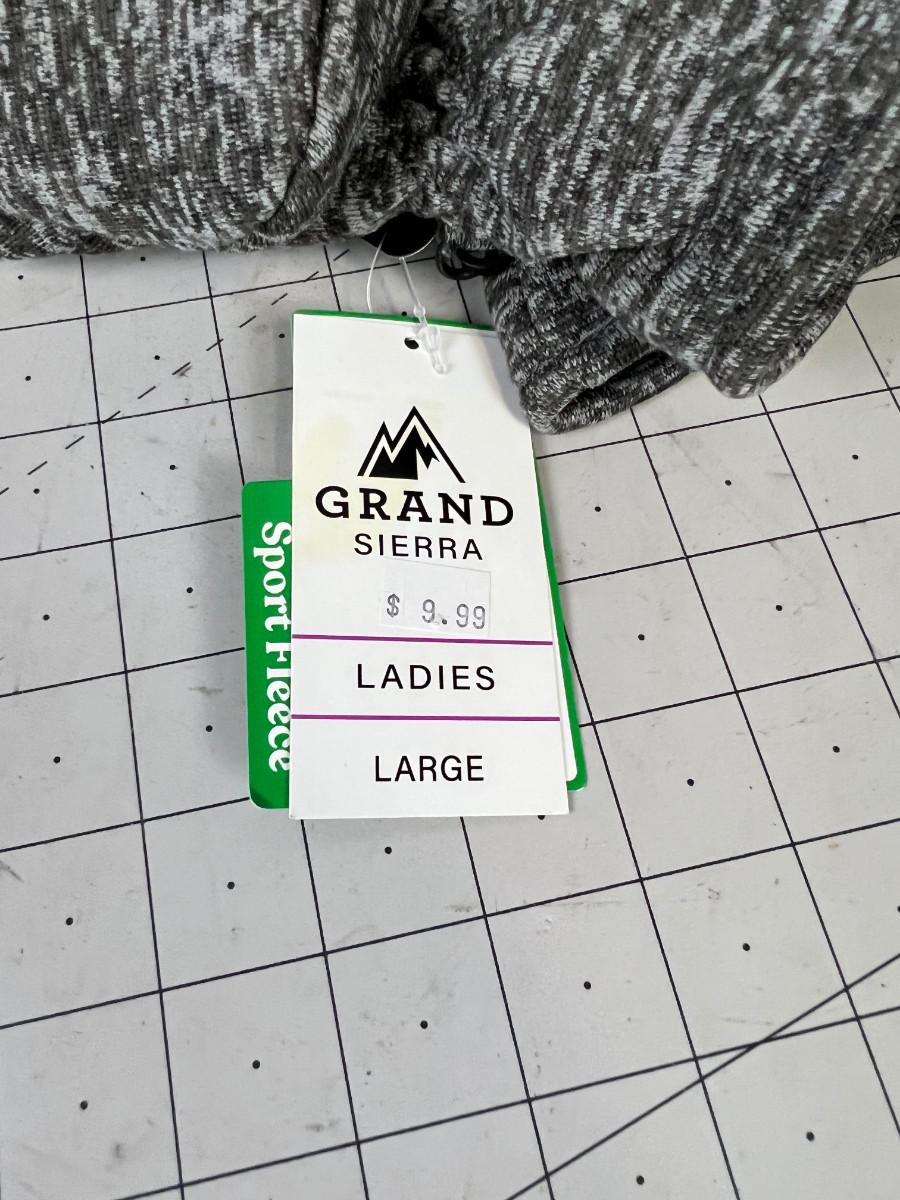 GRAND
SIERRA
$ 9.99
LADIES
LARGE
Sport Fleece